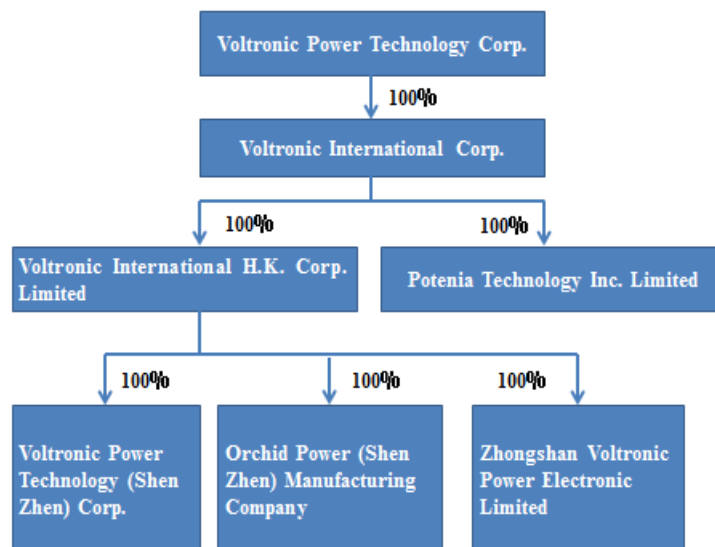 Voltronic Power Technology Corp.
100%
Voltronic International Corp.
100%
100%
Voltronic International H.K. Corp.
Limited
Potenia Technology Inc. Limited
100%
100%
100%
Voltronic Power
Technology (Shen
Zhen) Corp.
Orchid Power (Shen
Zhen) Manufacturing
Company
Zhongshan Voltronic
Power Electronic
Limited